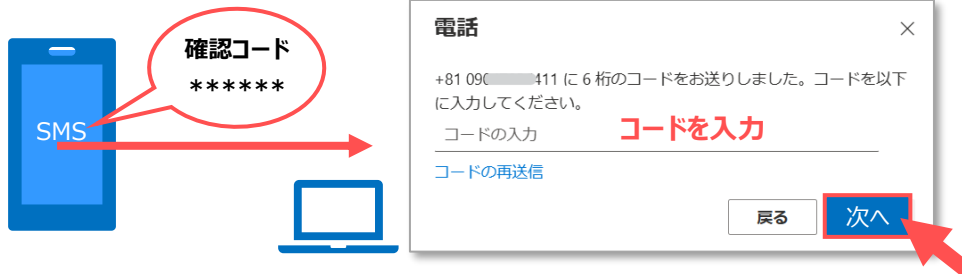 確認コード
******
SMS
電話
+81 090 411 に 6 桁のコードをお送りしました。コードを以下
に入力してください。
コードの入力
コードを入力
コードの再送信
戻る
次へ